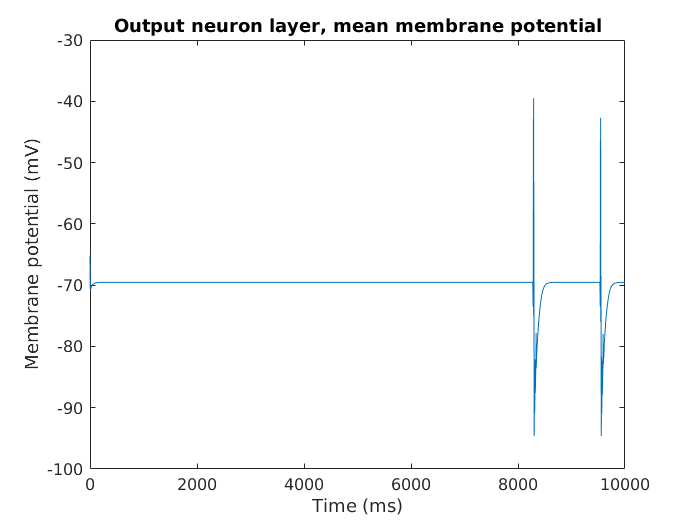 Output neuron layer, mean membrane potential
-30
-40
-50
-60
-70
-80
-90
-100
Membrane potential (mV)
0 2000 4000 6000 8000 10000
Time (ms)